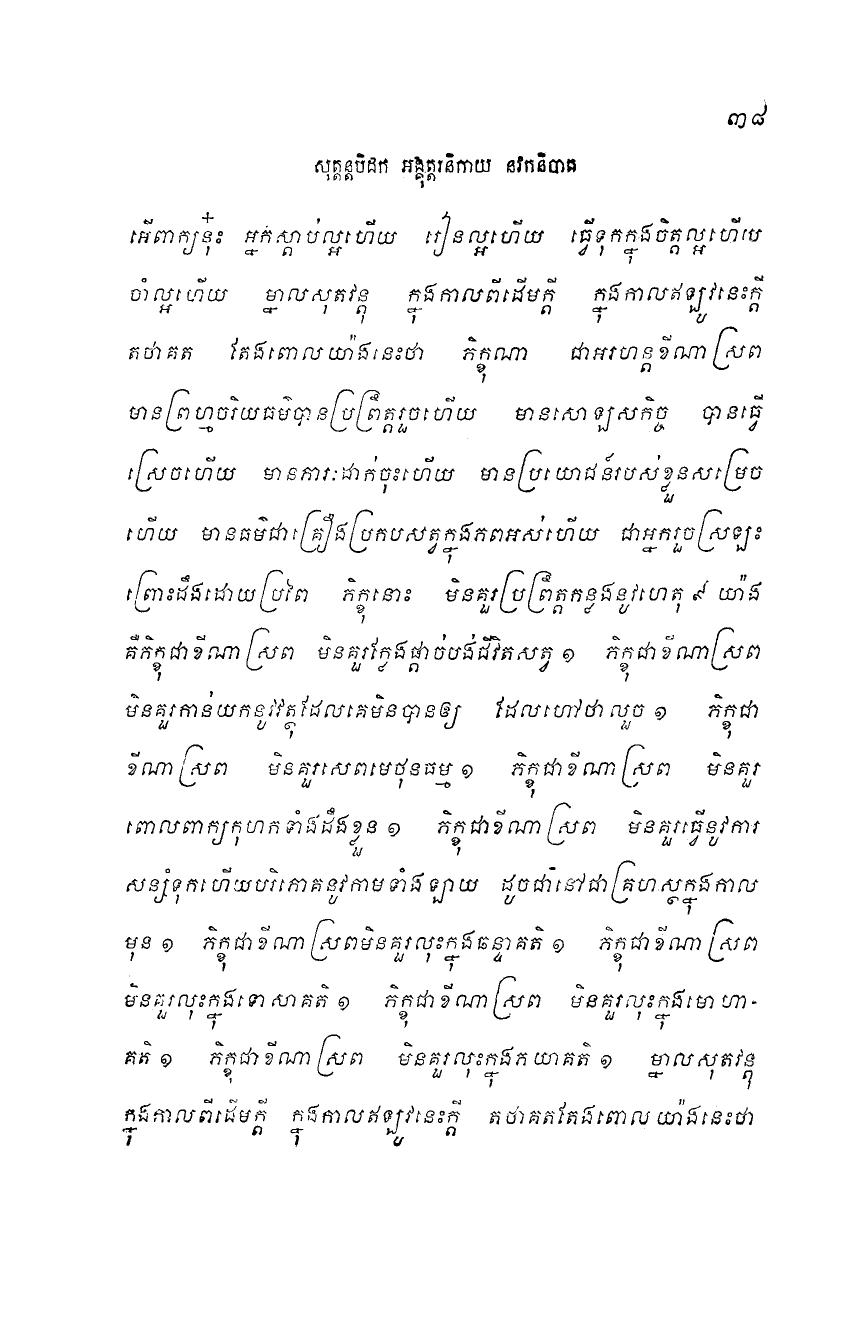 ៣៨
សុត្តន្តបិដក អង្គុត្តរនិកាយ នវកនិបាត
អើពាក្យនុ៎ះ អ្នកស្តាប់ល្អហើយ រៀនល្អហើយ ធ្វើទុកក្នុងចិត្តល្អហើយ
ចាំល្អហើយ ម្នាលសុតវន្តុ ក្នុងកាលពីដើមក្តី ក្នុងកាលឥឡូវនេះក្តី
តថាគត តែងពោលយ៉ាងនេះថា ភិក្ខុណា ជាអរហន្តខីណាស្រព
មានព្រហ្មចរិយធម៌បានប្រព្រឹត្តរួចហើយ មានសោឡសកិច្ច បានធ្វើ
ស្រេចហើយ មានភារៈដាក់ចុះហើយ មានប្រយោជន៍របស់ខ្លួនសម្រេច
ហើយ មានធម៌ជាគ្រឿងប្រកបសត្វក្នុងភពអស់ហើយ ជាអ្នករួចស្រឡះ
ព្រោះដឹងដោយប្រពៃ ភិក្ខុនោះ មិនគួរប្រព្រឹត្តកន្លងនូវហេតុ ៩ យ៉ាង
គឺភិក្ខុជាខីណាស្រព មិនគួរក្លែងផ្តាច់បង់ជីវិតសត្វ ១ ភិក្ខុជាខីណាស្រព
មិនគួរកាន់យកនូវវត្ថុដែលគេមិនបានឲ្យ ដែលហៅថាលួច ១ ភិក្ខុជា
ខីណាស្រព មិនគួរសេពមេថុនធម្ម ១ ភិក្ខុជាខីណាស្រព មិនគួរ
ពោលពាក្យកុហកទាំងដឹងខ្លួន ១ ភិក្ខុជាខីណាស្រព មិនគួរធ្វើនូវការ
សន្សំទុកហើយបរិភោគនូវកាមទាំងឡាយ ដូចជានៅជាគ្រហស្ថក្នុងកាល
មុន ១ ភិក្ខុជាខីណាស្រពមិនគួរលុះក្នុងឆន្ទាគតិ ១ ភិក្ខុជាខីណាស្រព
មិនគួរលុះក្នុងទោសាគតិ ១ ភិក្ខុជាខីណាស្រព មិនគួរលុះក្នុងមោហា-
គតិ ១ ភិក្ខុជាខីណាស្រព មិនគួរលុះក្នុងភយាគតិ ១ ម្នាលសុតវន្តុ
ក្នុងកាលពីដើមក្តី ក្នុងកាលឥឡូវនេះក្តី តថាគតតែងពោលយ៉ាងនេះថា